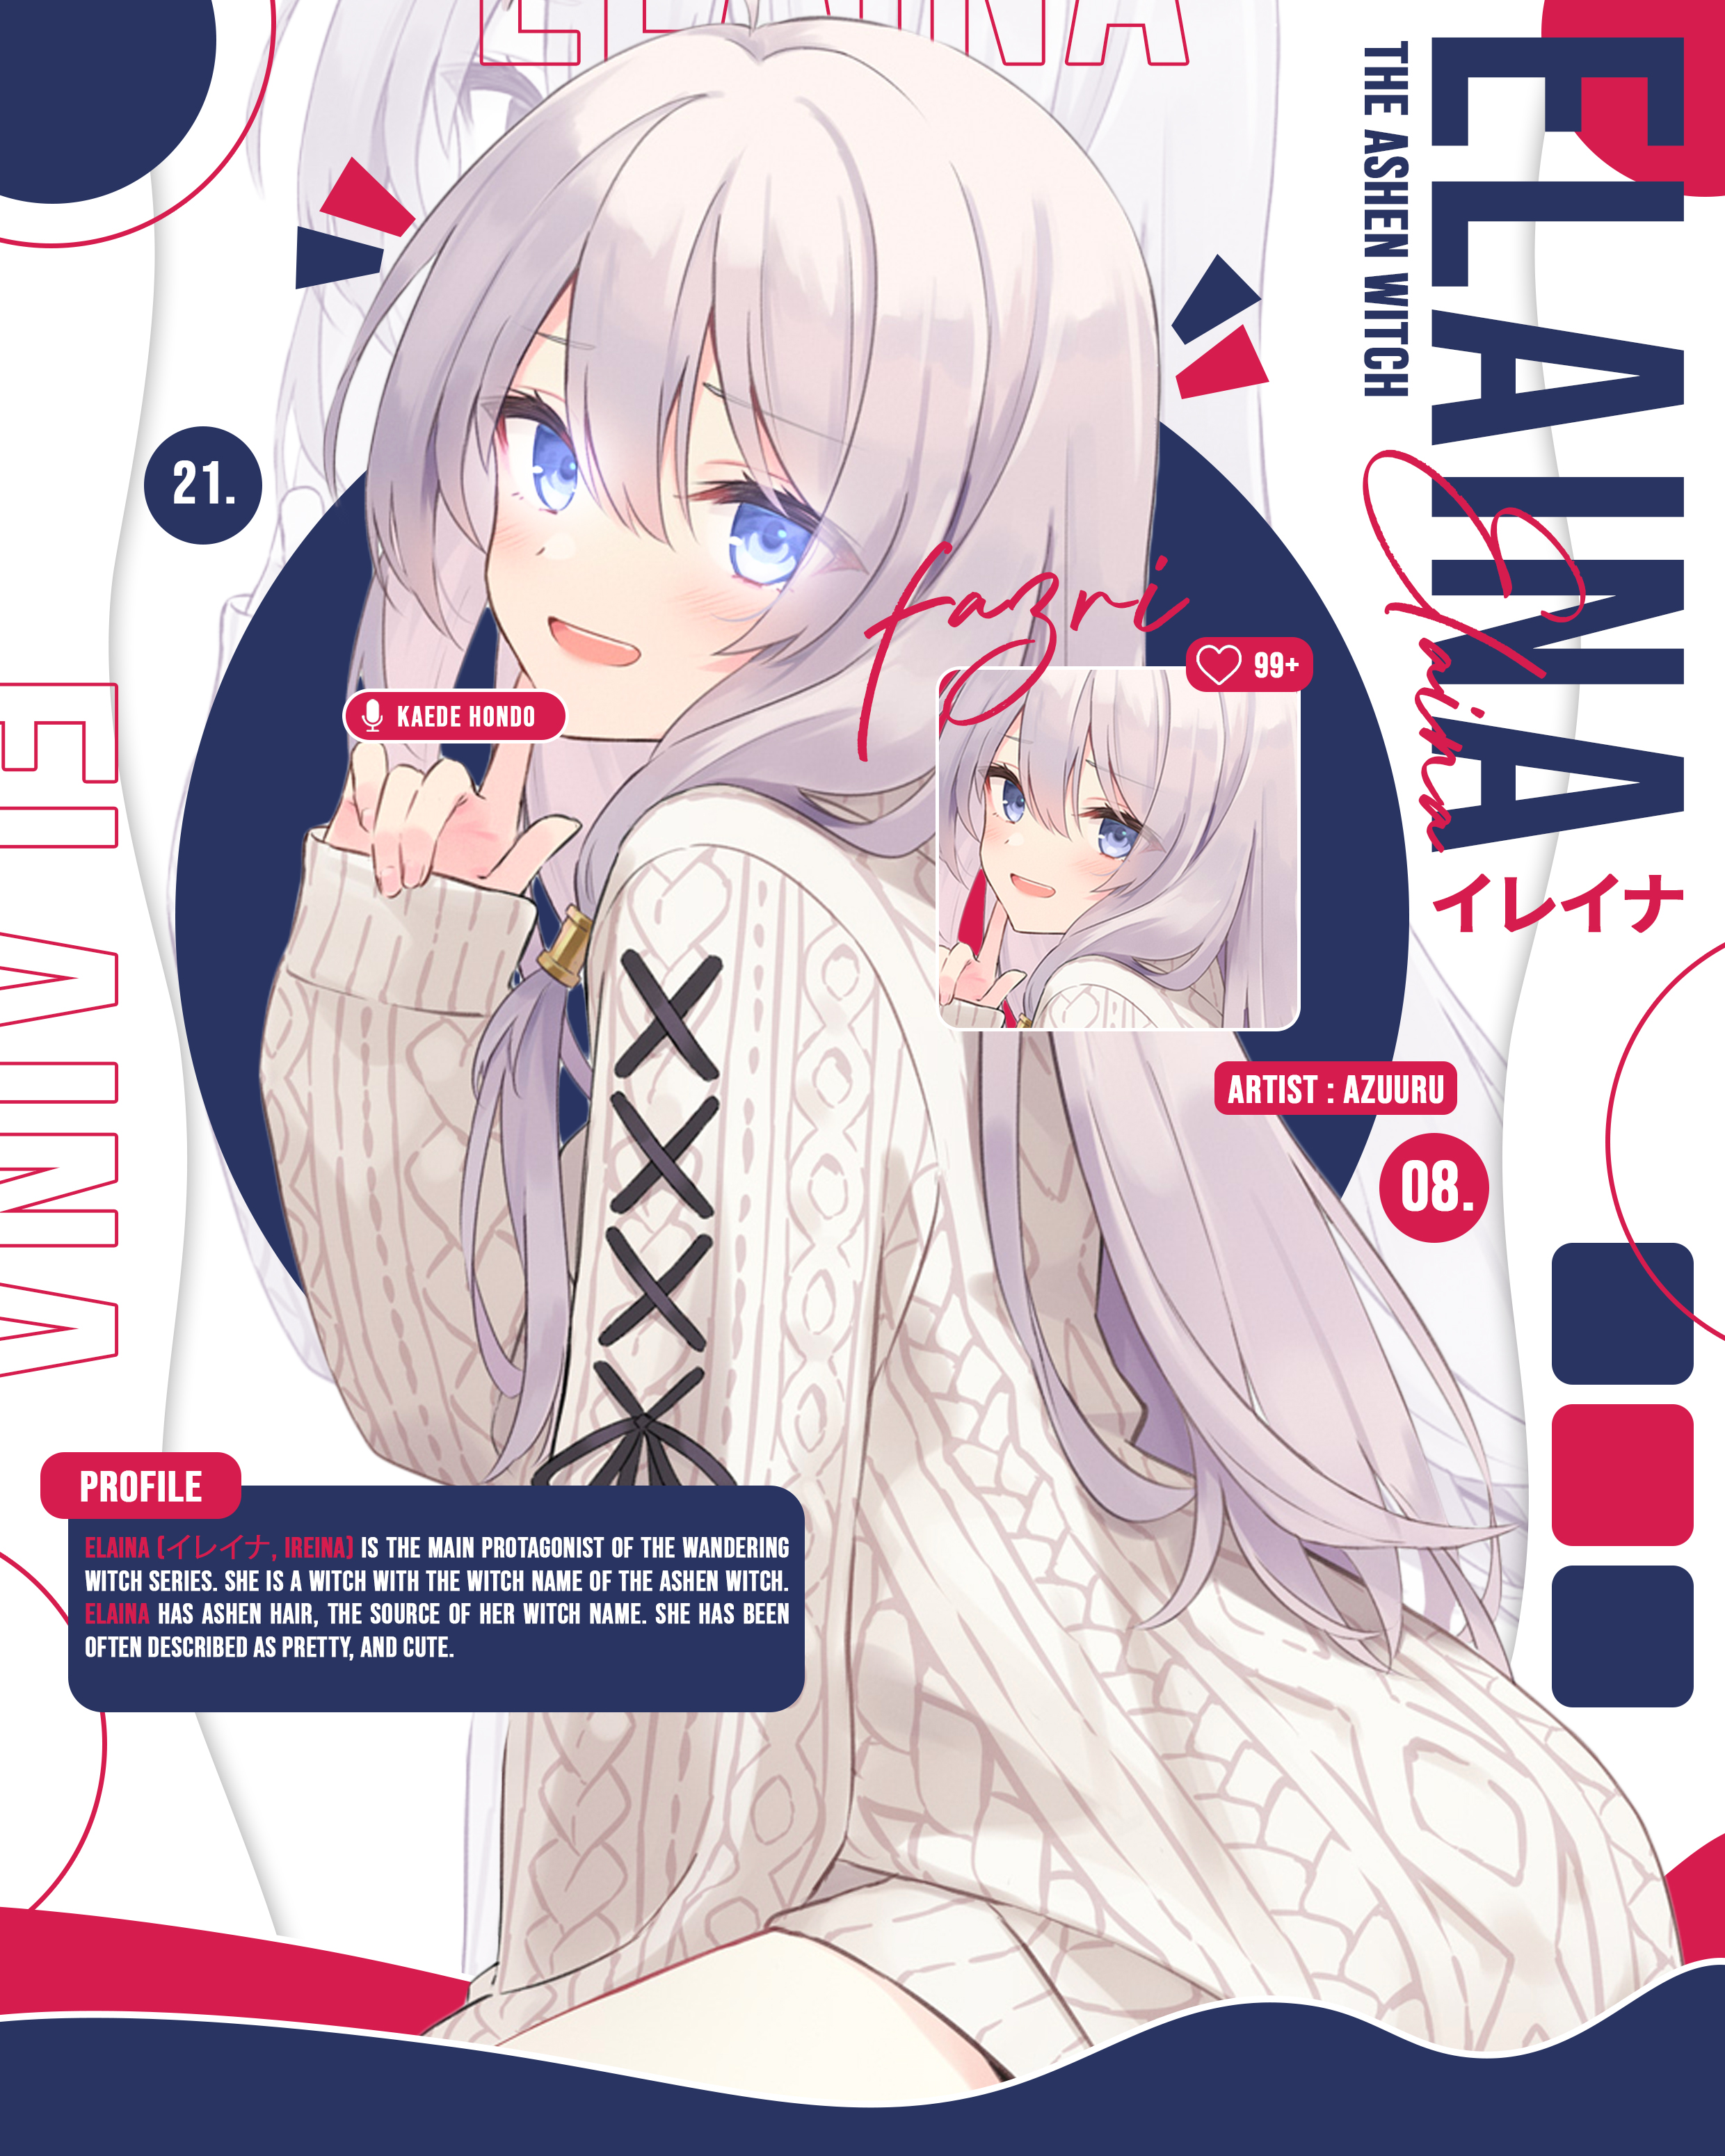 ELAINA
ELAINA
THE ASHEN WITCH
Elaina
イレイナ
21.
fazri
99+
KAEDE HONDO
ELAINA
ARTIST : AZUURU
08.
PROFILE
ELAINA (イレイナ, IREINA) IS THE MAIN PROTAGONIST OF THE WANDERING
WITCH SERIES. SHE IS A WITCH WITH THE WITCH NAME OF THE ASHEN WITCH.
ELAINA HAS ASHEN HAIR, THE SOURCE OF HER WITCH NAME. SHE HAS BEEN
OFTEN DESCRIBED AS PRETTY, AND CUTE.